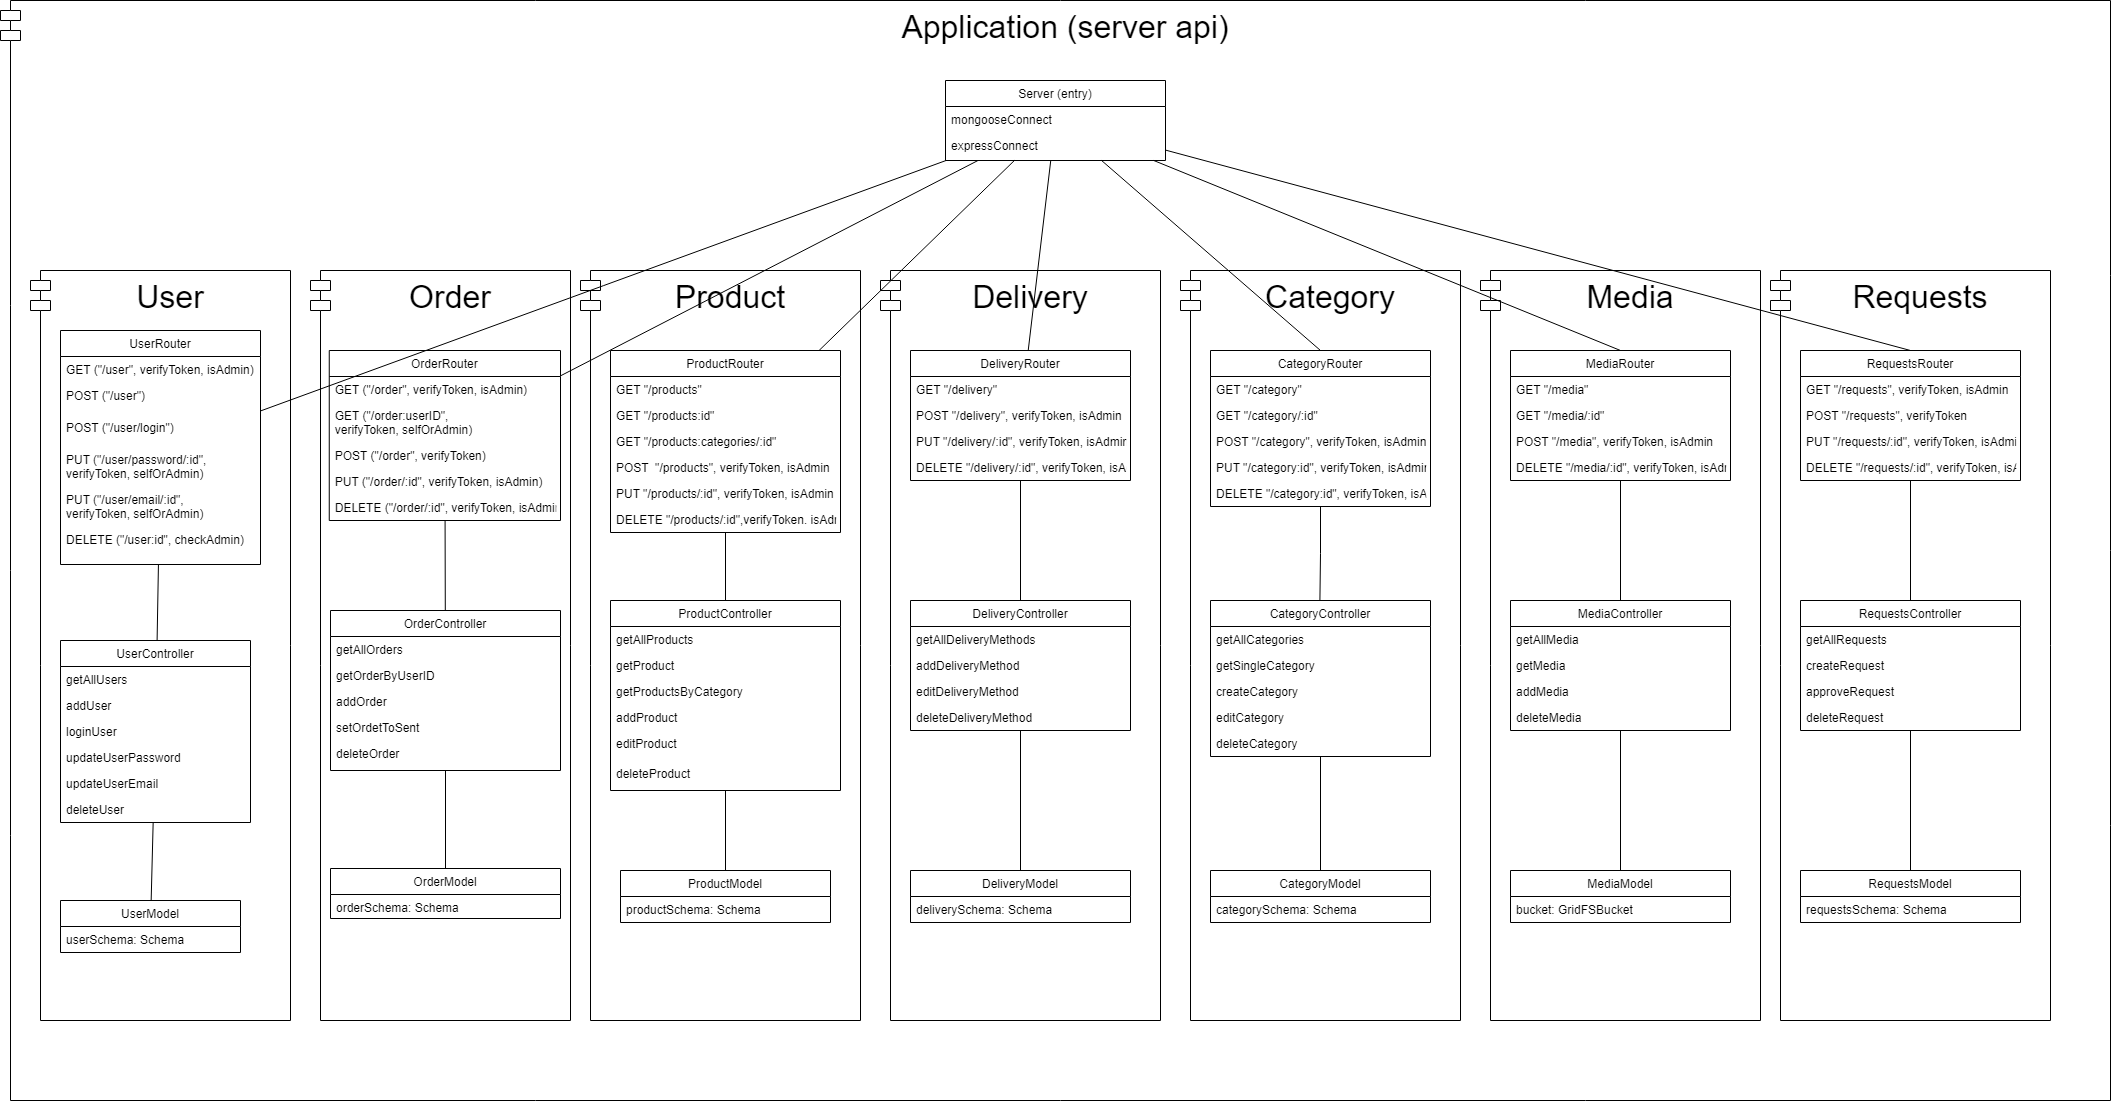 Application (server api)
Server (entry)
mongooseConnect
expressConnect
User
UserRouter
GET ("/user", verifyToken, isAdmin)
POST ("/user")
POST ("/user/login")
PUT ("/user/password/:id",
verifyToken, selfOrAdmin)
PUT ("/user/email/:id",
verifyToken, selfOrAdmin)
DELETE ("/user:id", checkAdmin)
UserController
getAllUsers
addUser
loginUser
updateUserPassword
updateUserEmail
deleteUser
UserModel
userSchema: Schema
Order
OrderRouter
GET ("/order", verifyToken, isAdmin)
GET ("/order:userID",
verifyToken, selfOrAdmin)
POST ("/order", verifyToken)
PUT ("/order/:id", verifyToken, isAdmin)
DELETE ("/order/:id", verifyToken, isAdmi
OrderController
getAllOrders
getOrderByUserID
addOrder
setOrdetToSent
deleteOrder
OrderModel
orderSchema: Schema
Product
ProductRouter
GET "/products"
GET "/products:id"
GET "/products:categories/:id"
POST  "/products", verifyToken, isAdmin
PUT "/products/:id", verifyToken, isAdmin
DELETE "/products/:id",verifyToken. isAd
ProductController
getAllProducts
getProduct
getProductsByCategory
addProduct
editProduct
deleteProduct
ProductModel
productSchema: Schema
Delivery
DeliveryRouter
GET "/delivery"
POST "/delivery", verifyToken, isAdmin
PUT "/delivery/:id", verifyToken, isAdmir
DELETE "/delivery/:id", verifyToken, isA
DeliveryController
getAllDeliveryMethods
addDeliveryMethod
editDeliveryMethod
deleteDeliveryMethod
DeliveryModel
deliverySchema: Schema
Category
CategoryRouter
GET "/category"
GET "/category/:id"
POST "/category", verifyToken, isAdmin
PUT "/category:id", verifyToken, isAdmi
DELETE "/category:id", verifyToken, isA
CategoryController
getAllCategories
getSingleCategory
createCategory
editCategory
deleteCategory
CategoryModel
categorySchema: Schema
Media
MediaRouter
GET "/media"
GET "/media/:id"
POST "/media", verifyToken, isAdmin
DELETE "/media/:id", verifyToken, isAd
MediaController
getAllMedia
getMedia
addMedia
deleteMedia
MediaModel
bucket: GridFSBucket
Requests
RequestsRouter
GET "/requests", verifyToken, isAdmin
POST "/requests", verifyToken
PUT "/requests/:id", verifyToken, isAdmi
DELETE "/requests/:id", verifyToken, is
RequestsController
getAllRequests
createRequest
approveRequest
deleteRequest
RequestsModel
requestsSchema: Schema